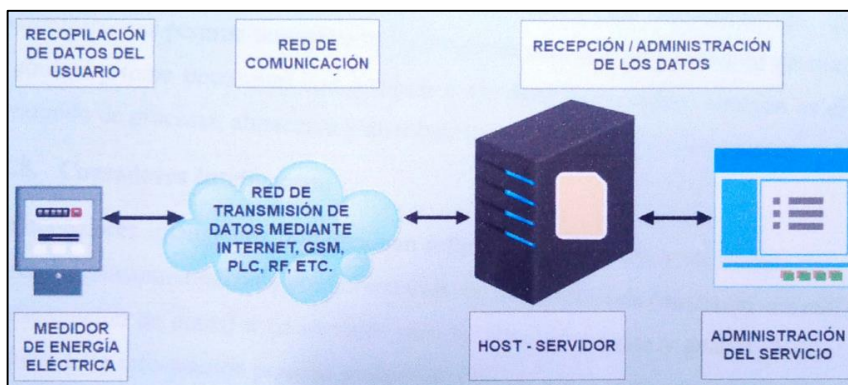 RECOPILACIÓN
DE DATOS DEL
USUARIO
RED DE
COMUNICACIÓN
RECEPCIÓN / ADMINISTRACIÓN
DE LOS DATOS
RED DE
TRANSMISIÓN DE
DATOS MEDIANTE
INTERNET, GSM,
PLC, RF, ETC.
MEDIDOR
DE ENERGÍA
ELÉCTRICA
HOST - SERVIDOR
ADMINISTRACIÓN
DEL SERVICIO